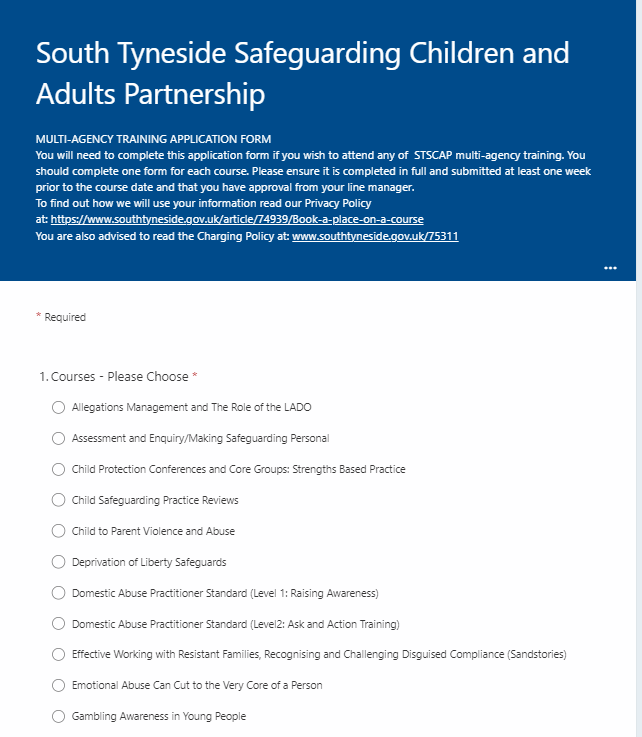 South Tyneside Safeguarding Children and
Adults Partnership
MULTI-AGENCY TRAINING APPLICATION FORM
You will need to complete this application form if you wish to attend any of  STSCAP multi-agency training. You
should complete one form for each course. Please ensure it is completed in full and submitted at least one week
prior to the course date and that you have approval from your line manager.
To find out how we will use your information read our Privacy Policy
at: https://www.southtyneside.gov.uk/article/74939/Book-a-place-on-a-course
You are also advised to read the Charging Policy at: www.southtyneside.gov.uk/75311
...
* Required
1. Courses - Please Choose *
Allegations Management and The Role of the LADO
Assessment and Enquiry/Making Safeguarding Personal
Child Protection Conferences and Core Groups: Strengths Based Practice
Child Safeguarding Practice Reviews
Child to Parent Violence and Abuse
Deprivation of Liberty Safeguards
Domestic Abuse Practitioner Standard (Level 1: Raising Awareness)
Domestic Abuse Practitioner Standard (Level2: Ask and Action Training)
Effective Working with Resistant Families, Recognising and Challenging Disguised Compliance (Sandstories)
Emotional Abuse Can Cut to the Very Core of a Person
Gambling Awareness in Young People